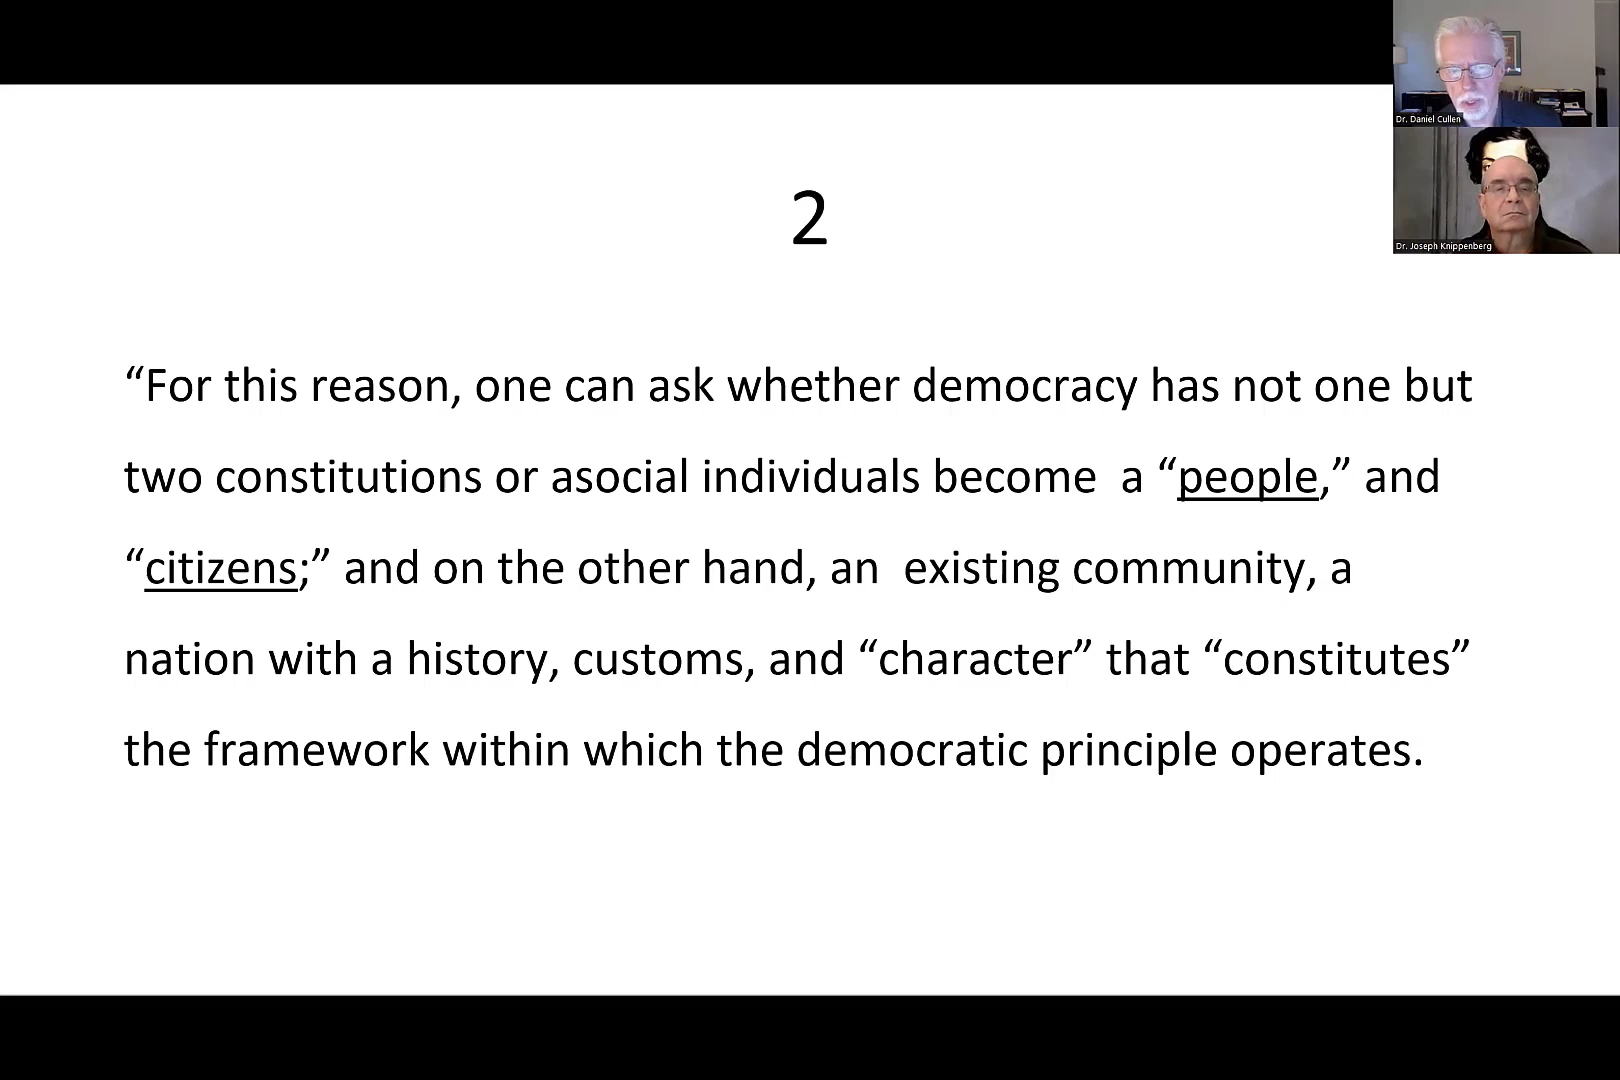 Dr. Daniel Cullen
Dr. Joseph Knippenberg
2
“For this reason, one can ask whether democracy has not one but
two constitutions or asocial individuals become  a “people,” and
“citizens;” and on the other hand, an  existing community, a
nation with a history, customs, and “character” that “constitutes”
the framework within which the democratic principle operates.